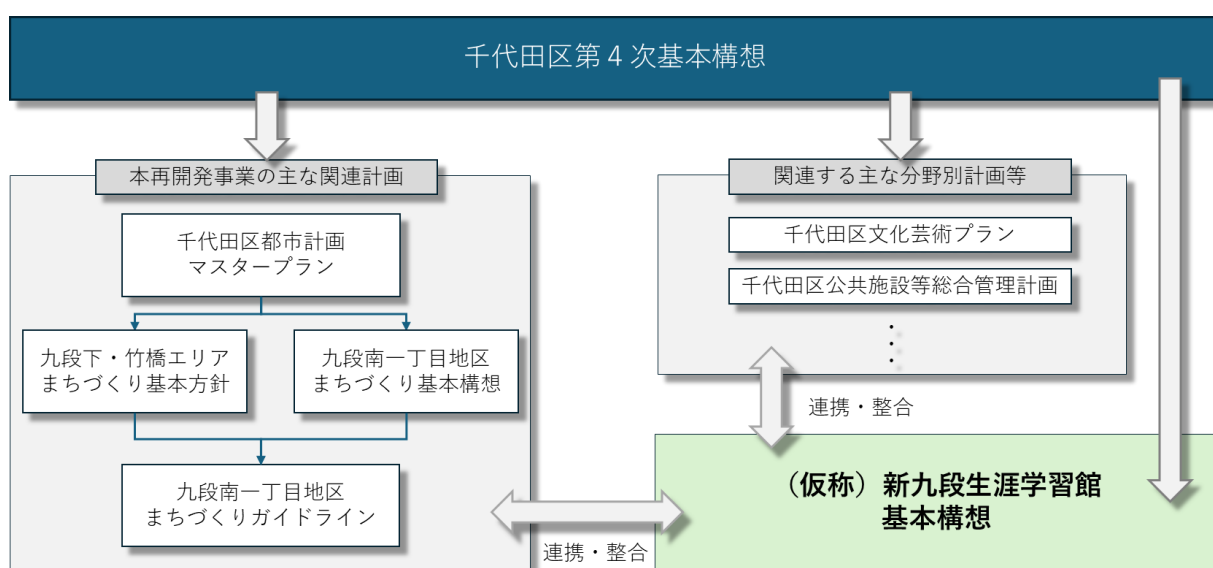 千代田区第４次基本構想
本再開発事業の主な関連計画
千代田区都市計画
マスタープラン
九段下・竹橋エリア
まちづくり基本方針
九段南一丁目地区
まちづくり基本構想
九段南一丁目地区
まちづくりガイドライン
関連する主な分野別計画等
千代田区文化芸術プラン
千代田区公共施設等総合管理計画
連携・整合
（仮称）新九段生涯学習館
基本構想
連携・整合